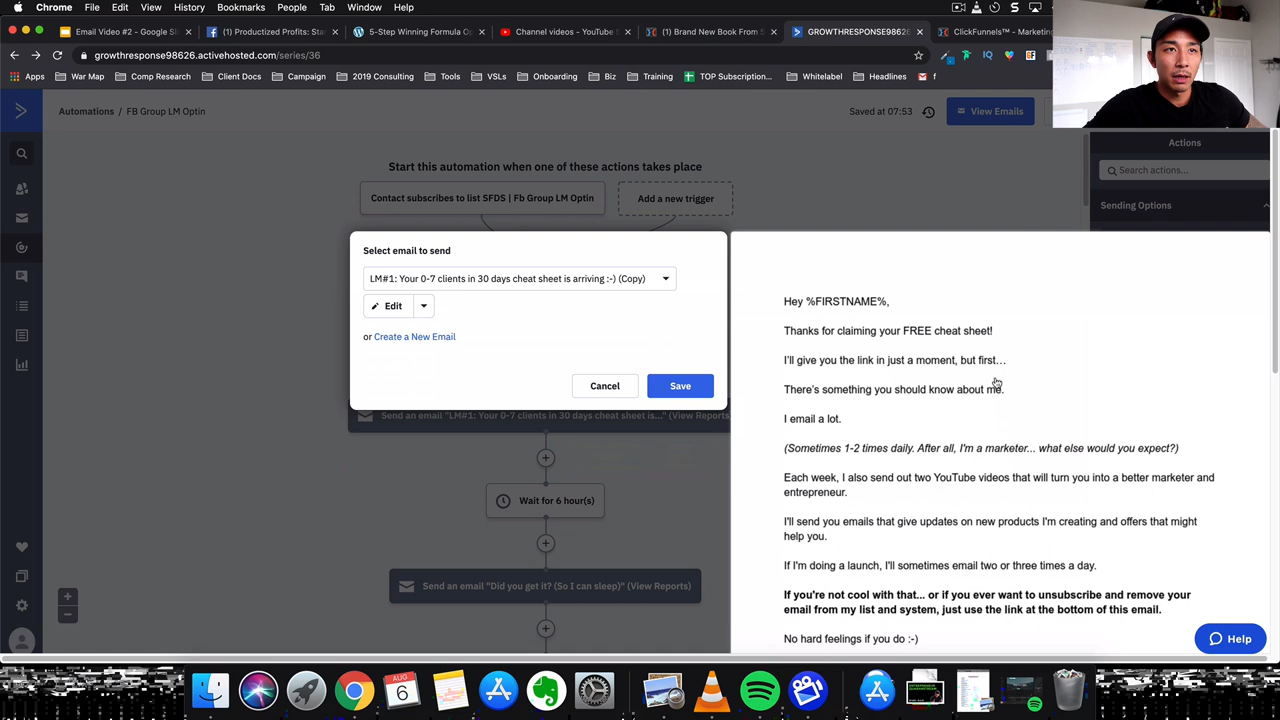 Chrome File Edit View History Bookmarks People Tab Window Help
Email Video #2 - Google Sl
Productized Profits: Sta
5-Step Winning Formula Op
Channel videos - YouTube
(1) Brand New Book From S
GROWTHRESPONSE98626
ClickFunnels™ - Marketin
growthresponse98626.activehosted.com/series/36
Apps War Map Comp Research Client Docs Campaign 2019 Consulting Tools VSLs Onboarding Biz Training TOP Subscription... Whitelabel Headlines f
Automations / FB Group LM Optin
Saved at 07:53
View Emails
Actions
Start this automation when one of these actions takes place
Search actions...
Contact subscribes to list SFDS | Fb Group LM Optin
Add a new trigger
Sending Options
Select email to send
LM#1: Your 0-7 clients in 30 days cheat sheet is arriving :-) (Copy)
Edit
or Create a New Email
Cancel
Save
Send an email "LM#1: Your 0-7 clients in 30 days cheat sheet is..." (View Reports)
Wait for 6 hour(s)
Send an email "Did you get it? (So I can sleep)" (View Reports)
Hey %FIRSTNAME%,
Thanks for claiming your FREE cheat sheet!
I'll give you the link in just a moment, but first…
There's something you should know about me.
I email a lot.
(Sometimes 1-2 times daily. After all, I'm a marketer... what else would you expect?)
Each week, I also send out two YouTube videos that will turn you into a better marketer and
entrepreneur.
I'll send you emails that give updates on new products I'm creating and offers that might
help you.
If I'm doing a launch, I'll sometimes email two or three times a day.
If you're not cool with that... or if you ever want to unsubscribe and remove your
email from my list and system, just use the link at the bottom of this email.
No hard feelings if you do :-)
Help
AUG
6